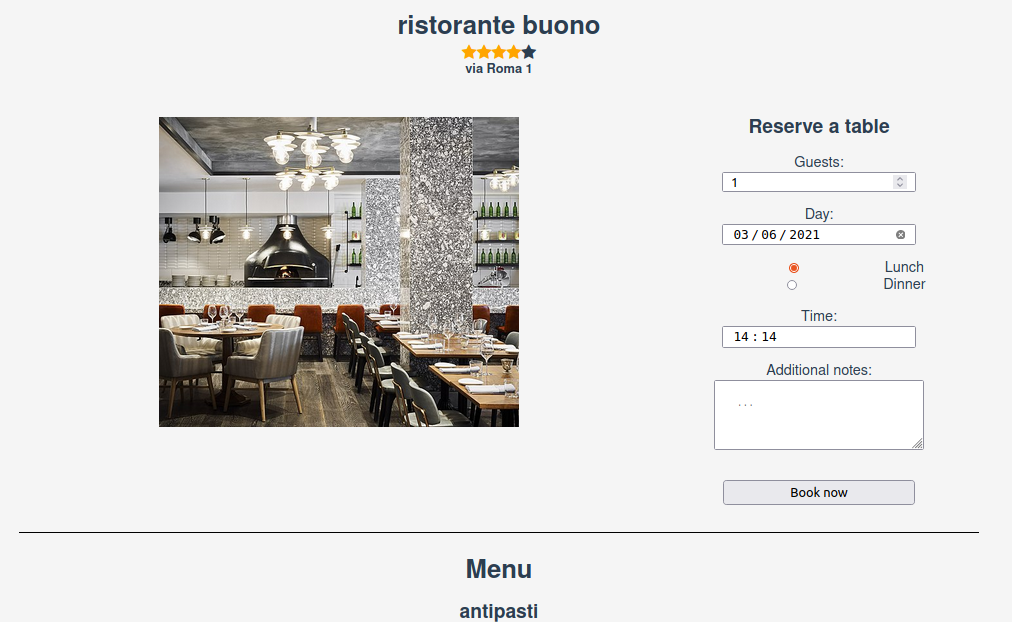 ristorante buono
via Roma 1
Reserve a table
Guests:
1
Day:
03/06/2021
Lunch
Dinner
Time:
14:14
Additional notes:
...
Book now
Menu
antipasti